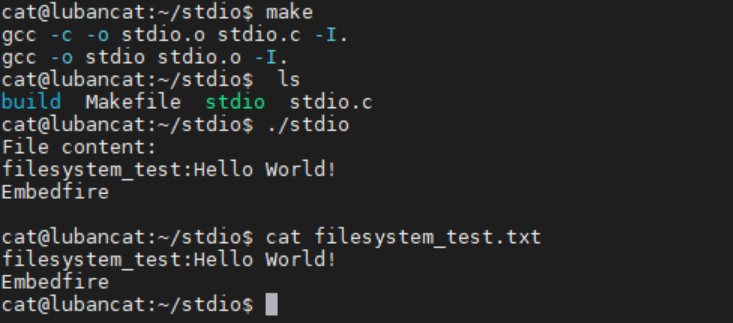 cat@lubancat:~/stdio$ make
gcc -c -o stdio.o stdio.c -I.
gcc -o stdio stdio.o -I.
cat@lubancat:~/stdio$  ls
build  Makefile  stdio  stdio.c
cat@lubancat:~/stdio$ ./stdio
File content:
filesystem_test:Hello World!
Embedfire

cat@lubancat:~/stdio$ cat filesystem_test.txt
filesystem_test:Hello World!
Embedfire
cat@lubancat:~/stdio$